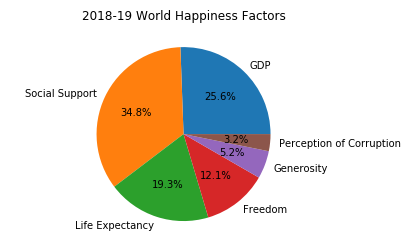 2018-19 World Happiness Factors
GDP
25.6%
Social Support
34.8%
3.2%
Perception of Corruption
5.2%
Generosity
12.1%
19.3%
Freedom
Life Expectancy